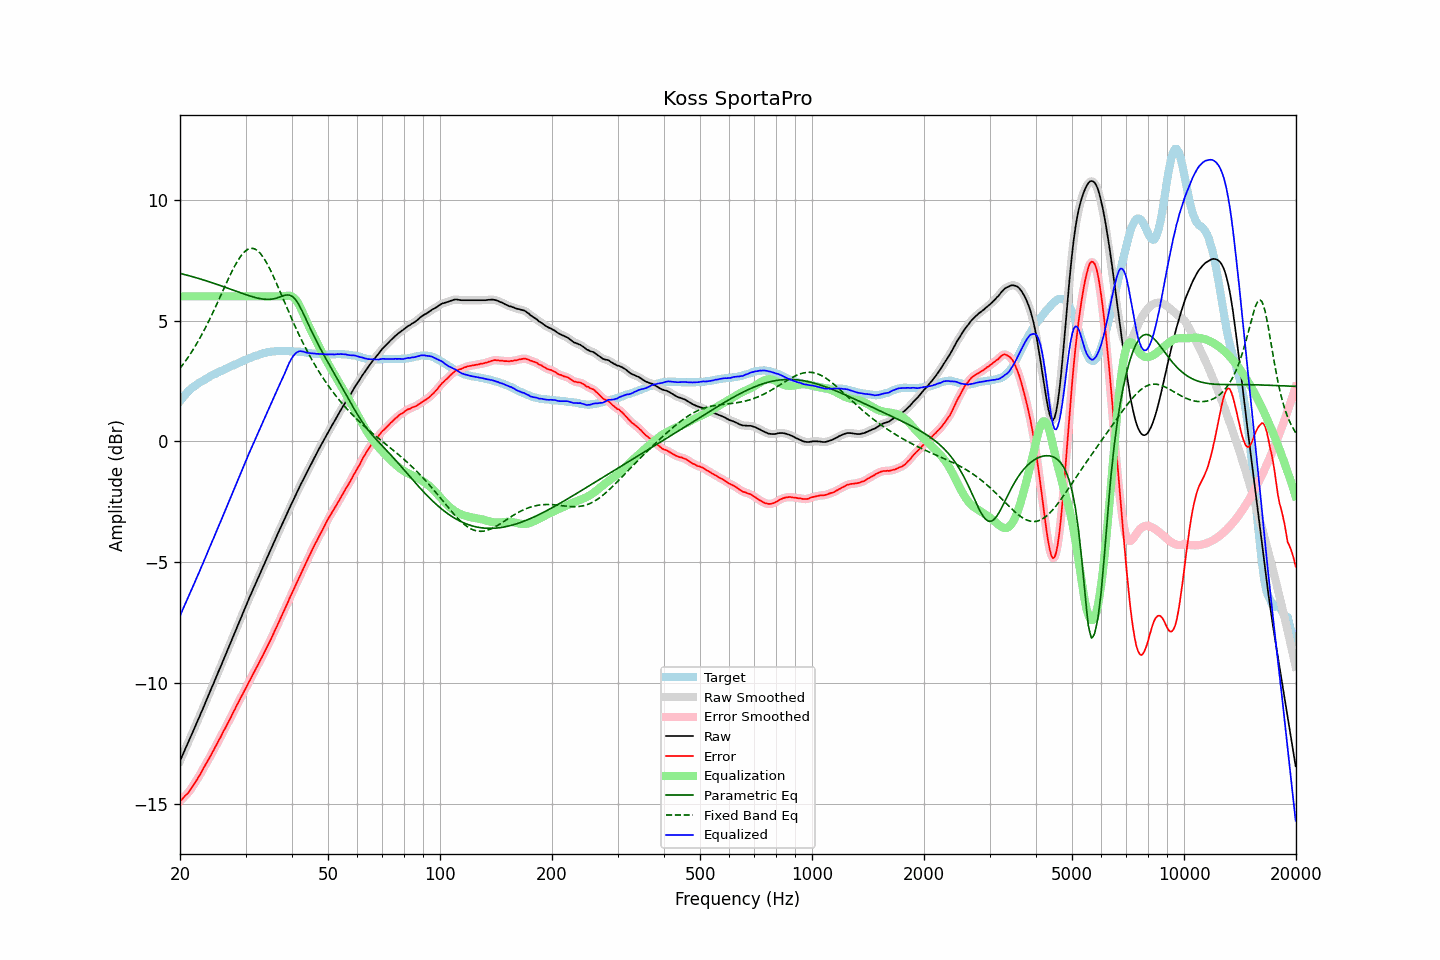 Koss SportaPro
Amplitude (dBr)
10
5
0
−5
−10
−15
Target
Raw Smoothed
Error Smoothed
Raw
Error
Equalization
Parametric Eq
Fixed Band Eq
Equalized
20 50 100 200 500 1000 2000 5000 10000 20000
Frequency (Hz)